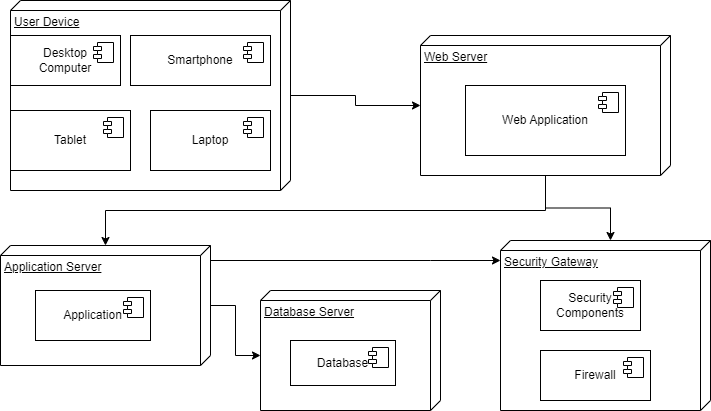 User Device
Desktop
Computer
Smartphone
Tablet
Laptop
Web Server
Web Application
Application Server
Application
Database Server
Database
Security Gateway
Security
Components
Firewall